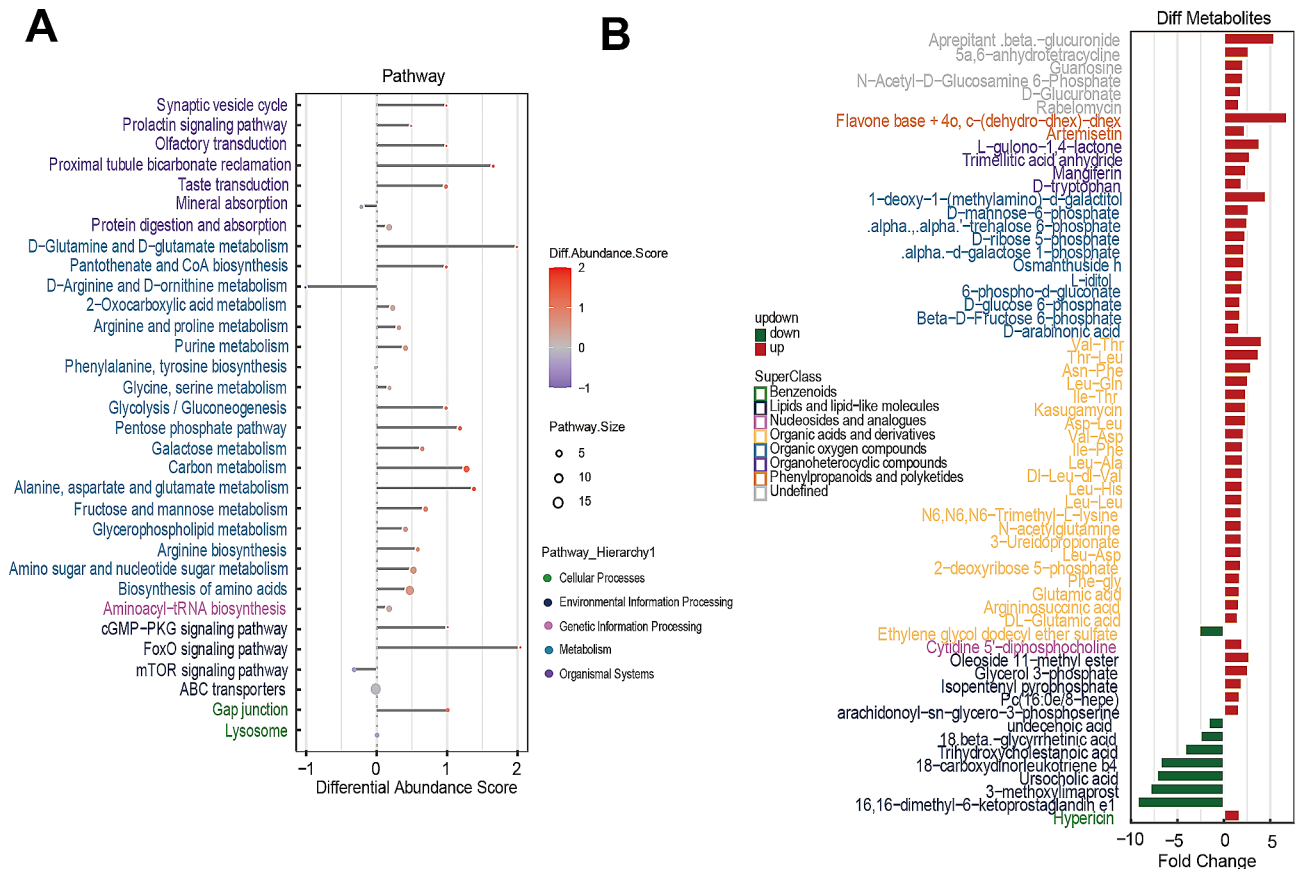 A
Pathway
Synaptic vesicle cycle
Prolactin signaling pathway
Olfactory transduction
Proximal tubule bicarbonate reclamation
Taste transduction
Mineral absorption
Protein digestion and absorption
D-Glutamine and D-glutamate metabolism
Pantothenate and CoA biosynthesis
D-Arginine and D-ornithine metabolism
2-Oxocarboxylic acid metabolism
Arginine and proline metabolism
Purine metabolism
Phenylalanine, tyrosine biosynthesis
Glycine, serine metabolism
Glycolysis / Gluconeogenesis
Pentose phosphate pathway
Galactose metabolism
Carbon metabolism
Alanine, aspartate and glutamate metabolism
Fructose and mannose metabolism
Glycerophospholipid metabolism
Arginine biosynthesis
Amino sugar and nucleotide sugar metabolism
Biosynthesis of amino acids
Aminoacyl-tRNA biosynthesis
cGMP-PKG signaling pathway
FoxO signaling pathway
mTOR signaling pathway
ABC transporters
Gap junction
Lysosome
−1 0 1 2
Differential Abundance Score
Diff.Abundance.Score
2
1
0
−1
Pathway.Size
5
10
15
Pathway_Hierarchy1
Cellular Processes
Environmental Information Processing
Genetic Information Processing
Metabolism
Organismal Systems
B
Diff Metabolites
Aprepitant .beta.-glucuronide
5a,6-anhydrotetracycline
Guanosine
N-Acetyl-D-Glucosamine 6-Phosphate
D-Glucuronate
Rabelomycin
Flavone base + 4o, c-(dehydro-dhex)-dhex
Artemisetin
L-gulono-1,4-lactone
Trimellitic acid anhydride
Mangiferin
D-tryptophan
1-deoxy-1-(methylamino)-d-galactitol
D-mannose-6-phosphate
.alpha.,.alpha.'-trehalose 6-phosphate
D-ribose 5-phosphate
.alpha.-d-galactose 1-phosphate
Osmanthuside h
L-iditol
6-phospho-d-gluconate
D-glucose 6-phosphate
Beta-D-Fructose 6-phosphate
D-arabinonic acid
Val-Thr
Thr-Leu
Asn-Phe
Leu-Gln
Ile-Thr
Kasugamycin
Asp-Leu
Val-Asp
Ile-Phe
Leu-Ala
Dl-Leu-dl-Val
Leu-His
Leu-Leu
N6,N6,N6-Trimethyl-L-lysine
N-acetylglutamine
3-Ureidopropionate
Leu-Asp
2-deoxyribose 5-phosphate
Phe-gly
Glutamic acid
Argininosuccinic acid
DL-Glutamic acid
Ethylene glycol dodecyl ether sulfate
Cytidine 5'-diphosphocholine
Oleoside 11-methyl ester
Glycerol 3-phosphate
Isopentenyl pyrophosphate
Pc(16:0e/8-hepe)
arachidonoyl-sn-glycero-3-phosphoserine
undecenoic acid
18.beta.-glycyrrhetinic acid
Trihydroxycholestanoic acid
18-carboxydinorleukotriene b4
Ursocholic acid
3-methoxylimaprost
16,16-dimethyl-6-ketoprostaglandin e1
Hypericin
−10 −5 0 5
Fold Change
updown
down
up
SuperClass
Benzenoids
Lipids and lipid-like molecules
Nucleosides and analogues
Organic acids and derivatives
Organic oxygen compounds
Organoheterocyclic compounds
Phenylpropanoids and polyketides
Undefined